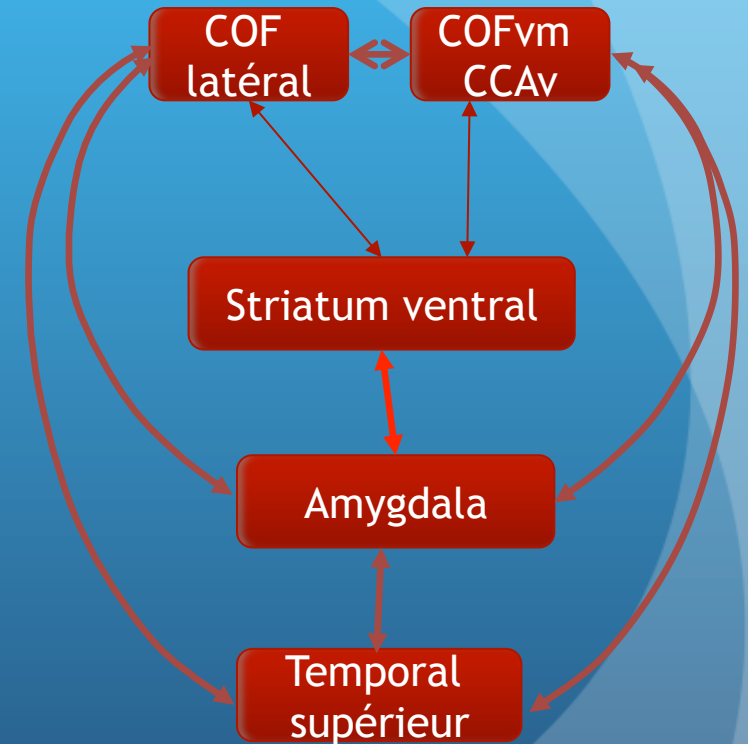 COF
latéral
COFvm
CCAv
Striatum ventral
Amygdala
Temporal
supérieur